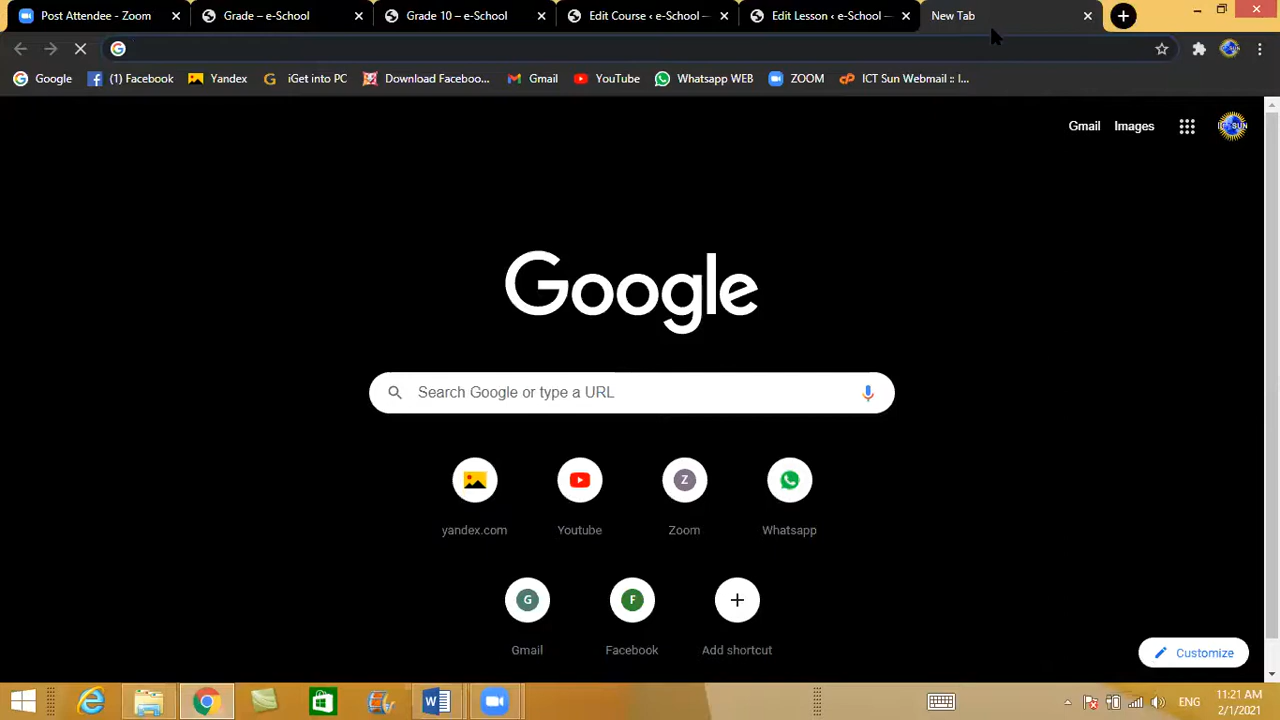 Post Attendee - Zoom
Grade – e-School
Grade 10 – e-School
Edit Course ‹ e-School —
Edit Lesson ‹ e-School —
New Tab
Google
(1) Facebook
Yandex
iGet into PC
Download Faceboo...
Gmail
YouTube
Whatsapp WEB
ZOOM
ICT Sun Webmail :: I...
Gmail
Images
Google
Search Google or type a URL
Z
yandex.com
Youtube
Zoom
Whatsapp
G
F
Gmail
Facebook
Add shortcut
Customize
ENG
11:21 AM
2/1/2021